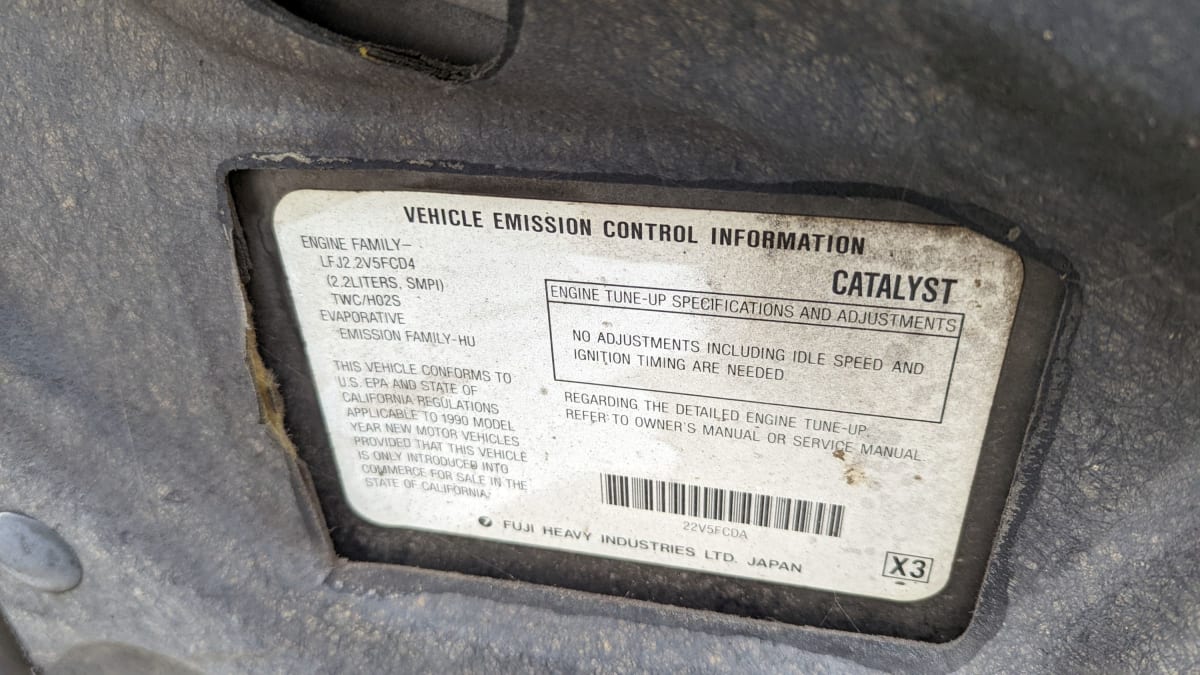 VEHICLE EMISSION CONTROL INFORMATION
ENGINE FAMILY-
LFJ2.2V5FCD4
(2.2LITERS, SMPI)
TWC/HO2S
EVAPORATIVE
EMISSION FAMILY-HU
THIS VEHICLE CONFORMS TO
U.S. EPA AND STATE OF
CALIFORNIA REGULATIONS
APPLICABLE TO 1990 MODEL
YEAR NEW MOTOR VEHICLES
PROVIDED THAT THIS VEHICLE
IS ONLY INTRODUCED INTO
COMMERCE FOR SALE IN THE
STATE OF CALIFORNIA.
CATALYST
ENGINE TUNE-UP SPECIFICATIONS AND ADJUSTMENTS
NO ADJUSTMENTS INCLUDING IDLE SPEED AND
IGNITION TIMING ARE NEEDED
REGARDING THE DETAILED ENGINE TUNE-UP,
REFER TO OWNER'S MANUAL OR SERVICE MANUAL
22V5FCDA
FUJI HEAVY INDUSTRIES LTD. JAPAN
X3